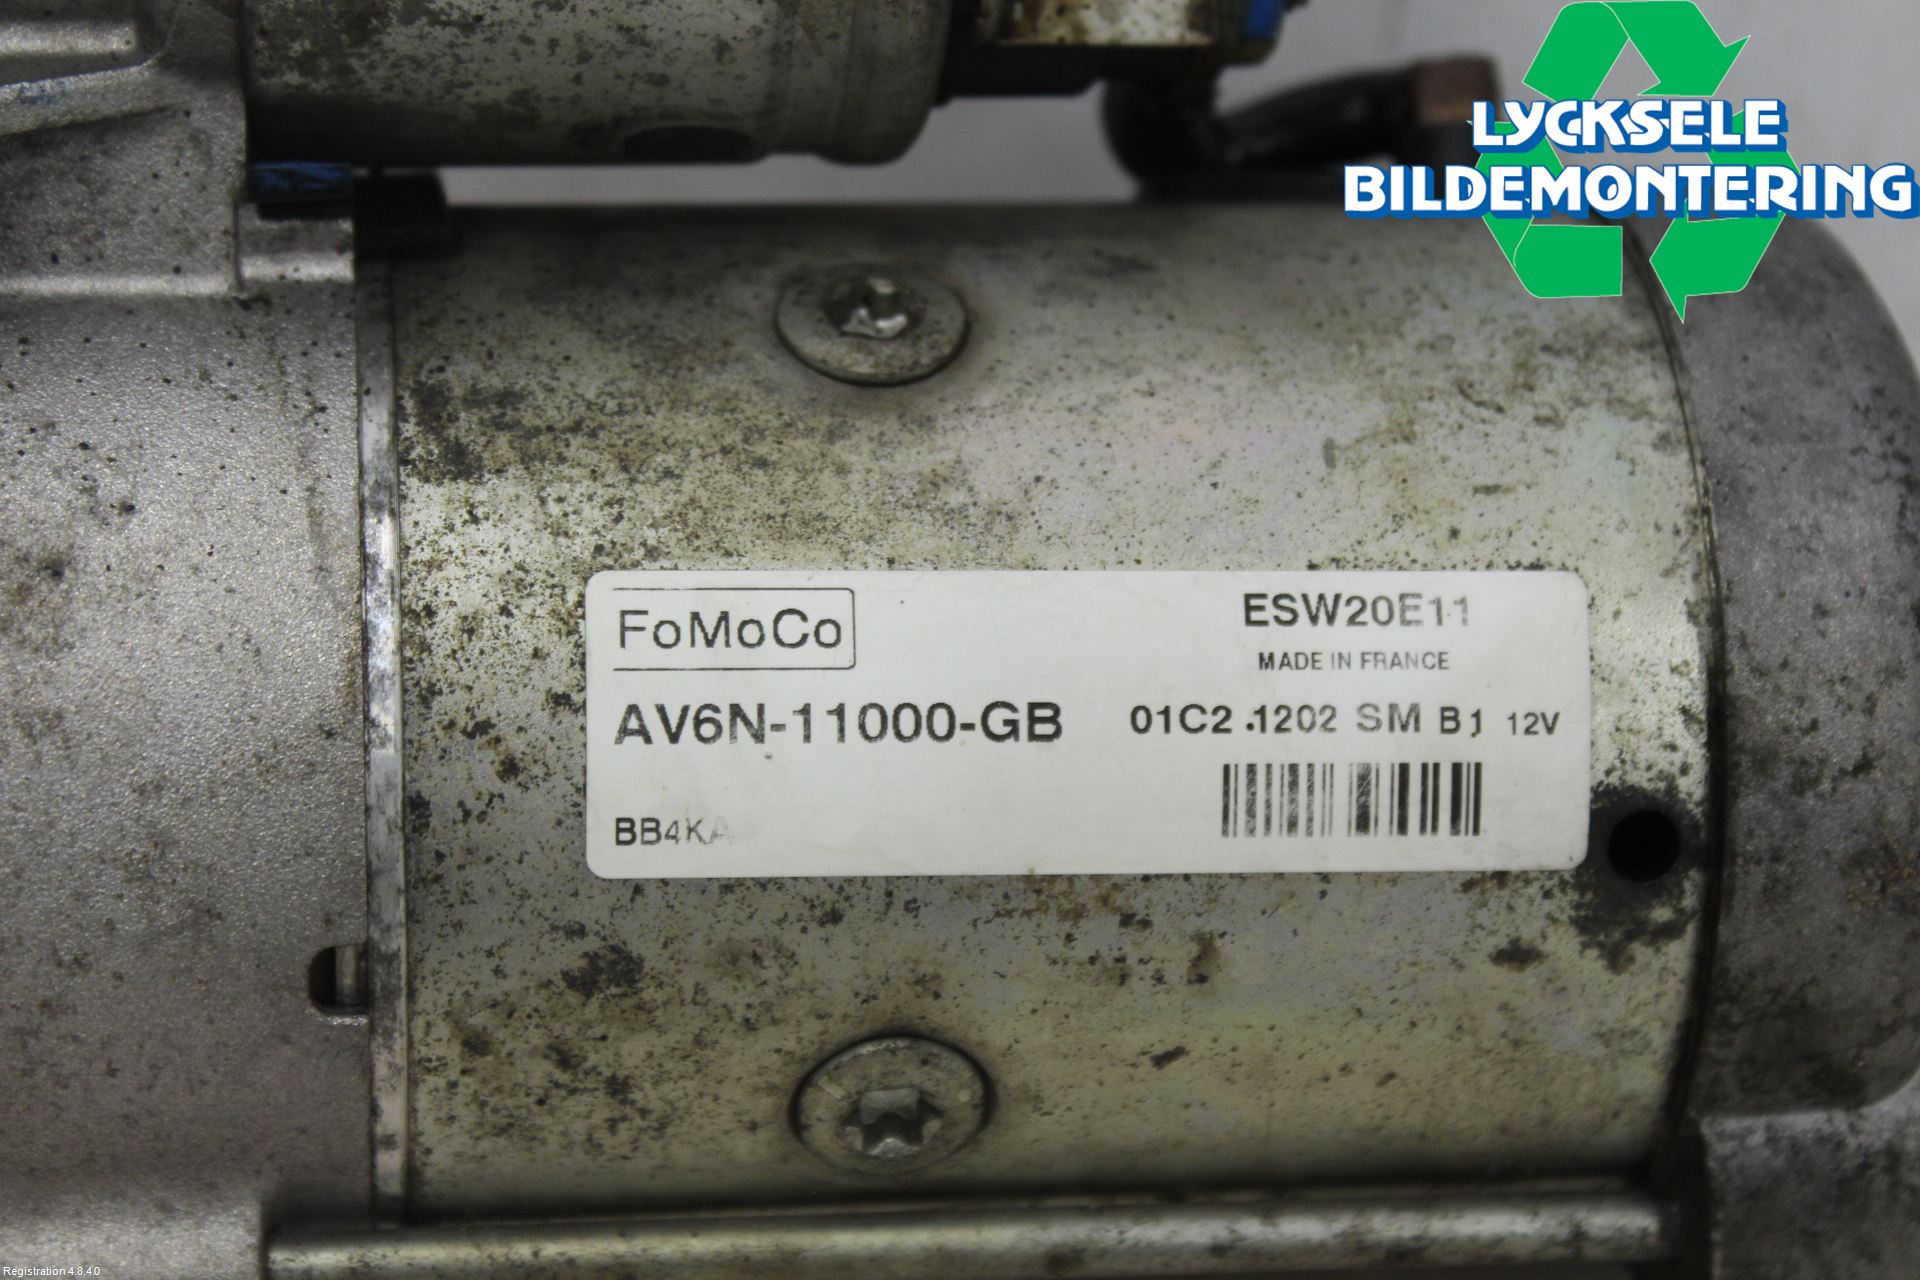 LYCKSELE
BILDEMONTERING
FoMoCo
ESW20E11
MADE IN FRANCE
AV6N-11000-GB
01C2 .1202 SM B1 12V
BB4KA
Registration 4.8.4.0